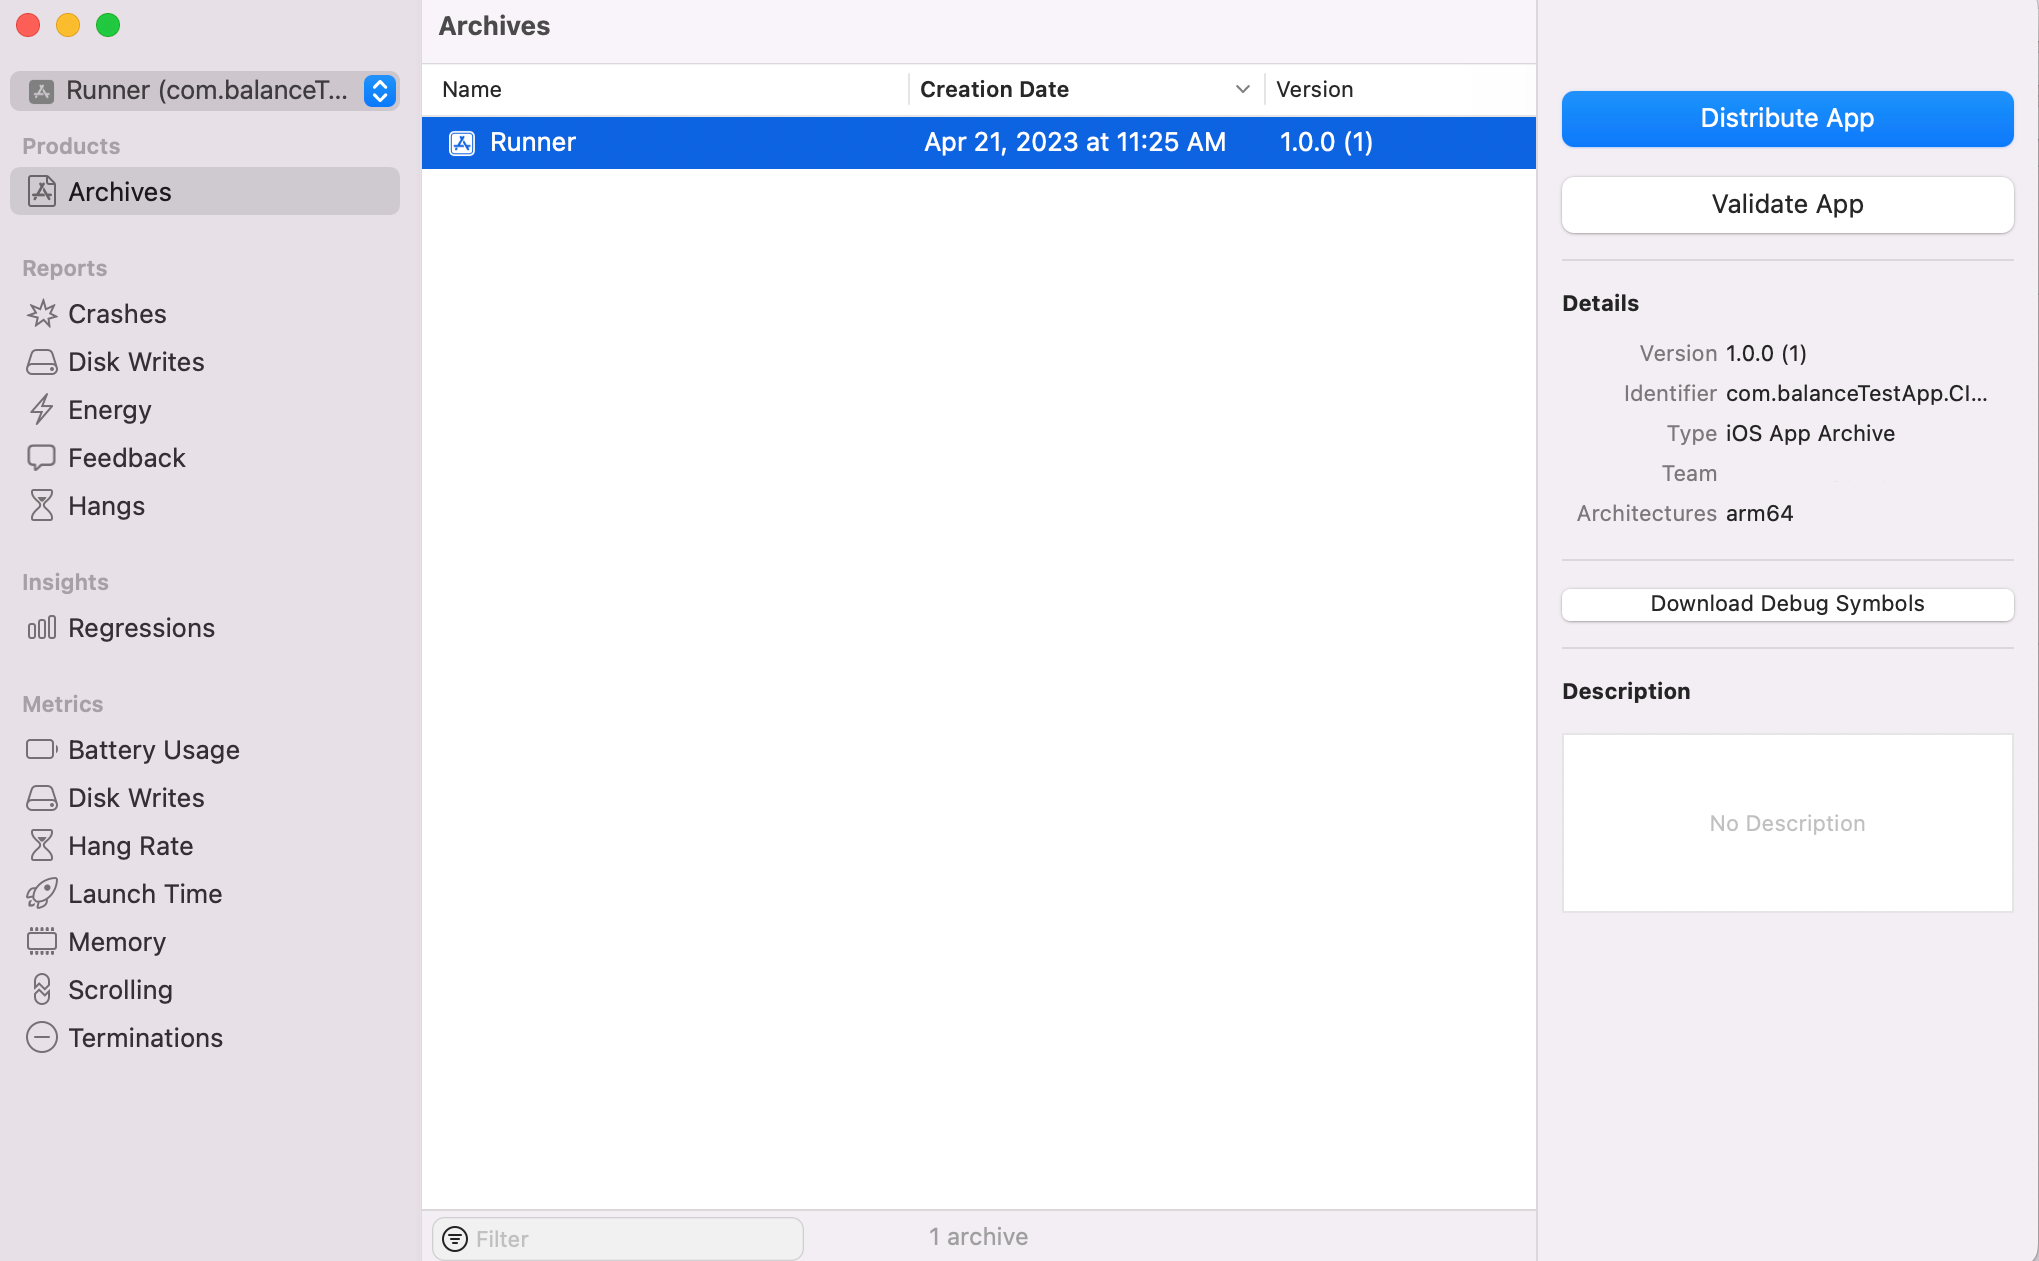 Runner (com.balanceT...
Products
Archives
Reports
Crashes
Disk Writes
Energy
Feedback
Hangs
Insights
Regressions
Metrics
Battery Usage
Disk Writes
Hang Rate
Launch Time
Memory
Scrolling
Terminations
Archives
Name Creation Date Version
Runner Apr 21, 2023 at 11:25 AM 1.0.0 (1)
Filter 1 archive
Distribute App
Validate App
Details
Version 1.0.0 (1)
Identifier com.balanceTestApp.Cl...
Type iOS App Archive
Team
Architectures arm64
Download Debug Symbols
Description
No Description